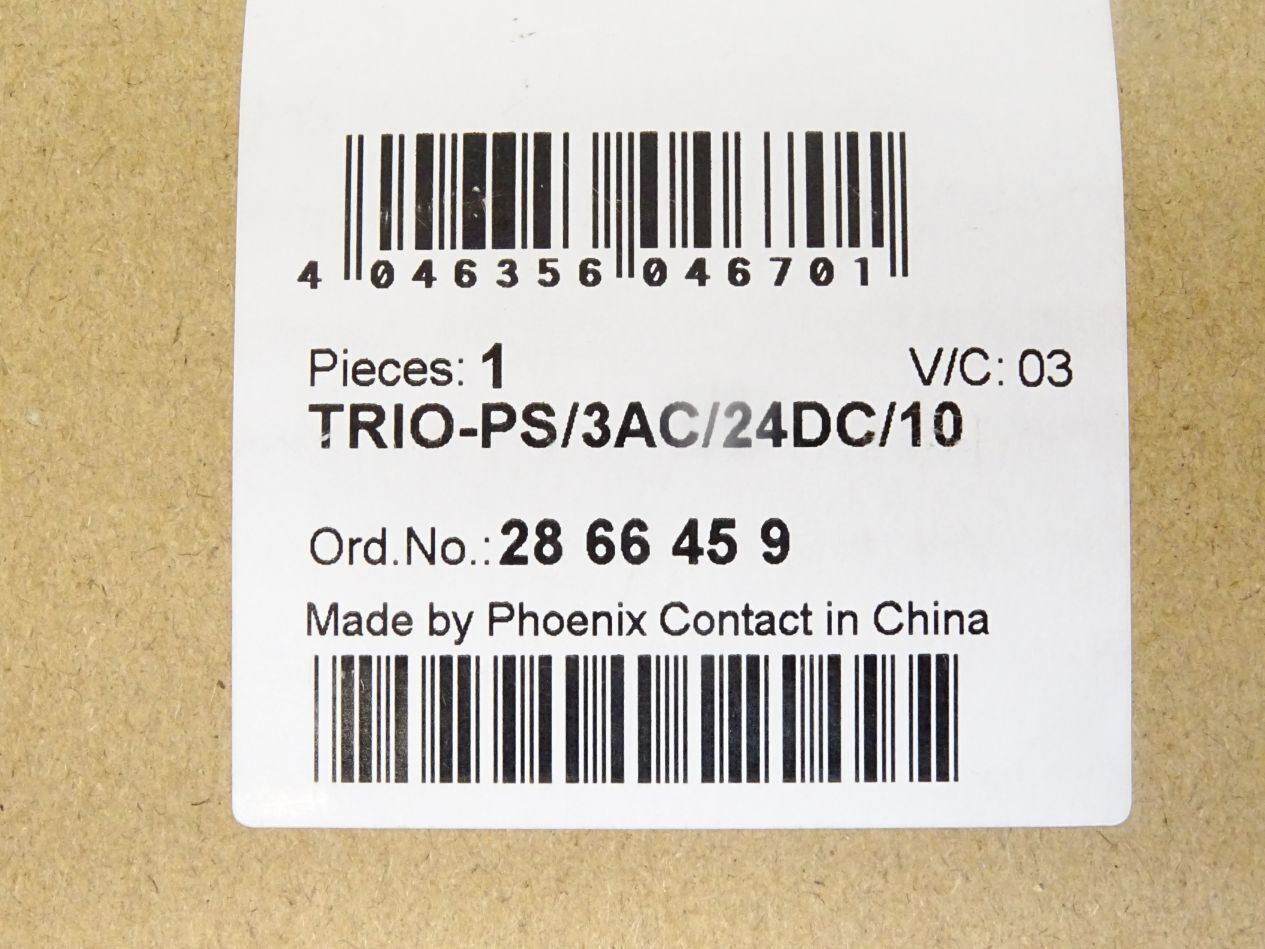 4 046356 046701
Pieces: 1 V/C: 03
TRIO-PS/3AC/24DC/10
Ord.No.: 28 66 45 9
Made by Phoenix Contact in China